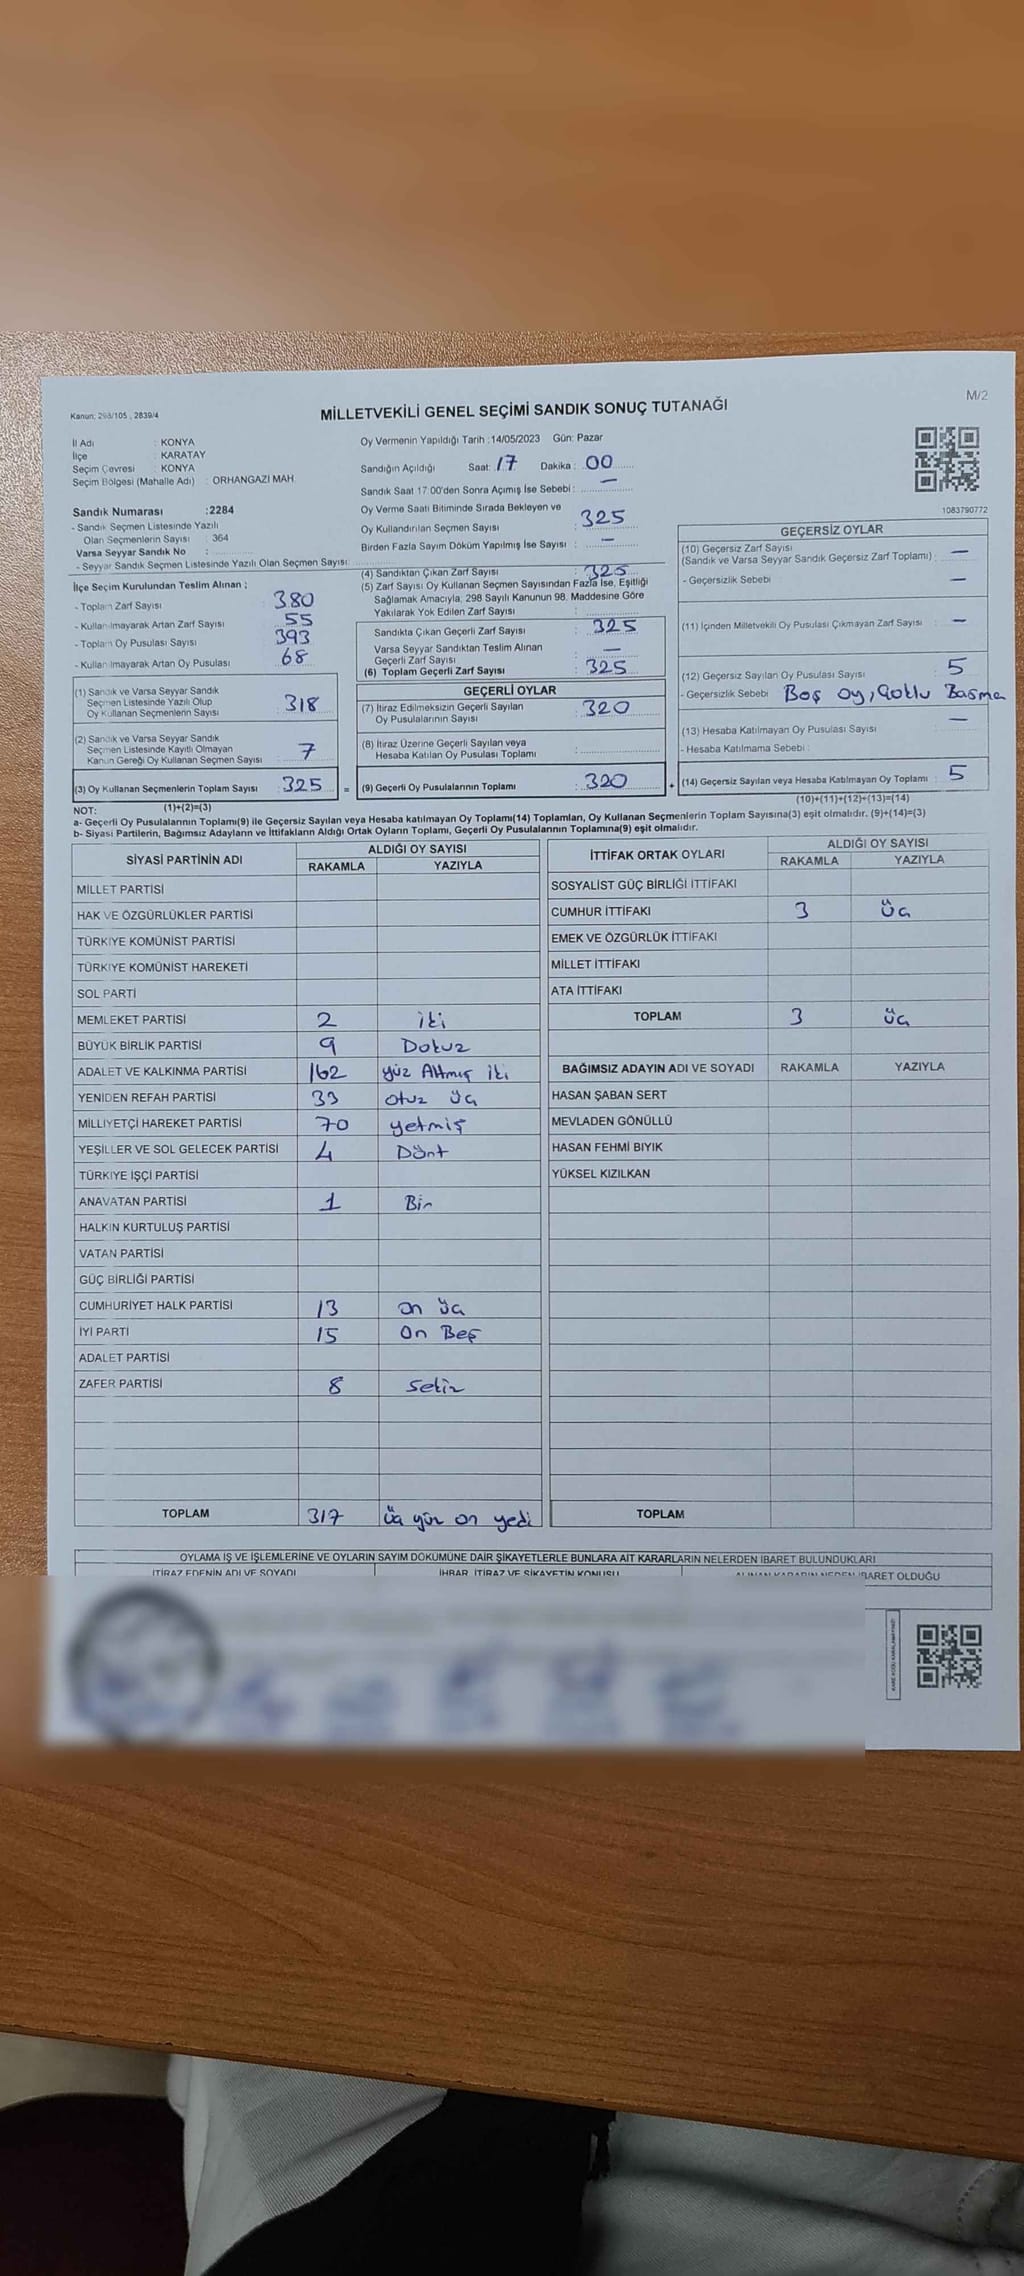 M/2
Kanun: 298/105 , 2839/4
MİLLETVEKİLİ GENEL SEÇİMİ SANDIK SONUÇ TUTANAĞI
İl Adı : KONYA
İlçe : KARATAY
Seçim Çevresi : KONYA
Seçim Bölgesi (Mahalle Adı) : ORHANGAZİ MAH.
Sandık Numarası :2284
- Sandık Seçmen Listesinde Yazılı
Olan Seçmenlerin Sayısı : 364
Varsa Seyyar Sandık No :
- Seyyar Sandık Seçmen Listesinde Yazılı Olan Seçmen Sayısı:
Oy Vermenin Yapıldığı Tarih :14/05/2023 Gün: Pazar
Sandığın Açıldığı Saat: 17 Dakika : 00
Sandık Saat 17:00'den Sonra Açımış İse Sebebi : —
Oy Verme Saati Bitiminde Sırada Bekleyen ve
Oy Kullandırılan Seçmen Sayısı : 325
Birden Fazla Sayım Döküm Yapılmış İse Sayısı : —
1083790772
İlçe Seçim Kurulundan Teslim Alınan ;
- Toplam Zarf Sayısı : 380
- Kullanılmayarak Artan Zarf Sayısı : 55
- Toplam Oy Pusulası Sayısı : 393
- Kullanılmayarak Artan Oy Pusulası : 68
(1) Sandık ve Varsa Seyyar Sandık
Seçmen Listesinde Yazılı Olup
Oy Kullanan Seçmenlerin Sayısı : 318
(2) Sandık ve Varsa Seyyar Sandık
Seçmen Listesinde Kayıtlı Olmayan
Kanun Gereği Oy Kullanan Seçmen Sayısı : 7
(3) Oy Kullanan Seçmenlerin Toplam Sayısı : 325 =
(4) Sandıktan Çıkan Zarf Sayısı : 325
(5) Zarf Sayısı Oy Kullanan Seçmen Sayısından Fazla İse, Eşitliği
Sağlamak Amacıyla, 298 Sayılı Kanunun 98. Maddesine Göre
Yakılarak Yok Edilen Zarf Sayısı :
Sandıkta Çıkan Geçerli Zarf Sayısı : 325
Varsa Seyyar Sandıktan Teslim Alınan
Geçerli Zarf Sayısı : —
(6) Toplam Geçerli Zarf Sayısı : 325
GEÇERLİ OYLAR
(7) İtiraz Edilmeksizin Geçerli Sayılan
Oy Pusulalarının Sayısı : 320
(8) İtiraz Üzerine Geçerli Sayılan veya
Hesaba Katılan Oy Pusulası Toplamı :
(9) Geçerli Oy Pusulalarının Toplamı : 320 +
GEÇERSİZ OYLAR
(10) Geçersiz Zarf Sayısı
(Sandık ve Varsa Seyyar Sandık Geçersiz Zarf Toplamı) : —
- Geçersizlik Sebebi —
(11) İçinden Milletvekili Oy Pusulası Çıkmayan Zarf Sayısı : —
(12) Geçersiz Sayılan Oy Pusulası Sayısı : 5
- Geçersizlik Sebebi Boş oy, Çoklu Basma
(13) Hesaba Katılmayan Oy Pusulası Sayısı : —
- Hesaba Katılmama Sebebi :
(14) Geçersiz Sayılan veya Hesaba Katılmayan Oy Toplamı : 5
NOT: (1)+(2)=(3) (10)+(11)+(12)+(13)=(14)
a- Geçerli Oy Pusulalarının Toplamı(9) ile Geçersiz Sayılan veya Hesaba katılmayan Oy Toplamı(14) Toplamları, Oy Kullanan Seçmenlerin Toplam Sayısına(3) eşit olmalıdır. (9)+(14)=(3)
b- Siyasi Partilerin, Bağımsız Adayların ve İttifakların Aldığı Ortak Oyların Toplamı, Geçerli Oy Pusulalarının Toplamına(9) eşit olmalıdır.
SİYASİ PARTİNİN ADI ALDIĞI OY SAYISI
RAKAMLA YAZIYLA
MİLLET PARTİSİ
HAK VE ÖZGÜRLÜKLER PARTİSİ
TÜRKİYE KOMÜNİST PARTİSİ
TÜRKİYE KOMÜNİST HAREKETİ
SOL PARTİ
MEMLEKET PARTİSİ 2 iki
BÜYÜK BİRLİK PARTİSİ 9 Dokuz
ADALET VE KALKINMA PARTİSİ 162 yüz Altmış iki
YENİDEN REFAH PARTİSİ 33 otuz üç
MİLLİYETÇİ HAREKET PARTİSİ 70 yetmiş
YEŞİLLER VE SOL GELECEK PARTİSİ 4 Dört
TÜRKİYE İŞÇİ PARTİSİ
ANAVATAN PARTİSİ 1 Bir
HALKIN KURTULUŞ PARTİSİ
VATAN PARTİSİ
GÜÇ BİRLİĞİ PARTİSİ
CUMHURİYET HALK PARTİSİ 13 on üç
İYİ PARTİ 15 On Beş
ADALET PARTİSİ
ZAFER PARTİSİ 8 sekiz
TOPLAM 317 üç yüz on yedi
İTTİFAK ORTAK OYLARI ALDIĞI OY SAYISI
RAKAMLA YAZIYLA
SOSYALİST GÜÇ BİRLİĞİ İTTİFAKI
CUMHUR İTTİFAKI 3 üç
EMEK VE ÖZGÜRLÜK İTTİFAKI
MİLLET İTTİFAKI
ATA İTTİFAKI
TOPLAM 3 üç
BAĞIMSIZ ADAYIN ADI VE SOYADI RAKAMLA YAZIYLA
HASAN ŞABAN SERT
MEVLADEN GÖNÜLLÜ
HASAN FEHMİ BIYIK
YÜKSEL KIZILKAN
TOPLAM
OYLAMA İŞ VE İŞLEMLERİNE VE OYLARIN SAYIM DÖKÜMÜNE DAİR ŞİKAYETLERLE BUNLARA AİT KARARLARIN NELERDEN İBARET BULUNDUKLARI
İTİRAZ EDENİN ADI VE SOYADI İHBAR, İTİRAZ VE ŞİKAYETİN KONUSU ALINAN KARARIN NEDEN İBARET OLDUĞU